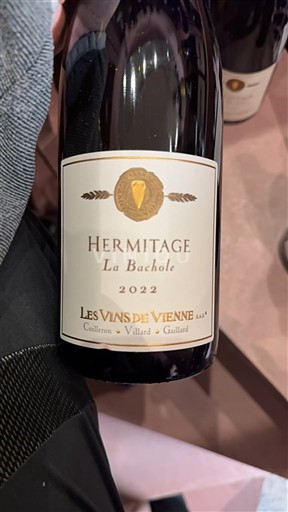 HERMITAGE
La Bachole
2022
LES VINS DE VIENNE
Cuilleron • Villard • Gaillard